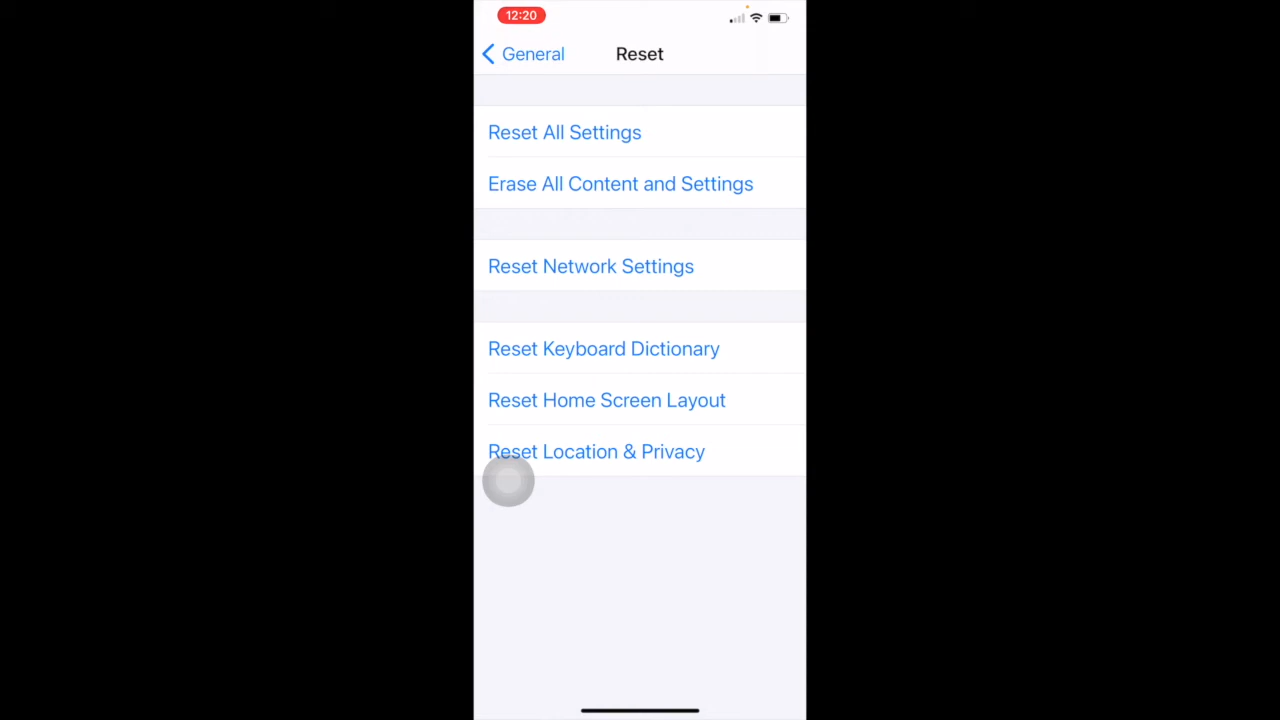 12:20
General
Reset
Reset All Settings
Erase All Content and Settings
Reset Network Settings
Reset Keyboard Dictionary
Reset Home Screen Layout
Reset Location & Privacy